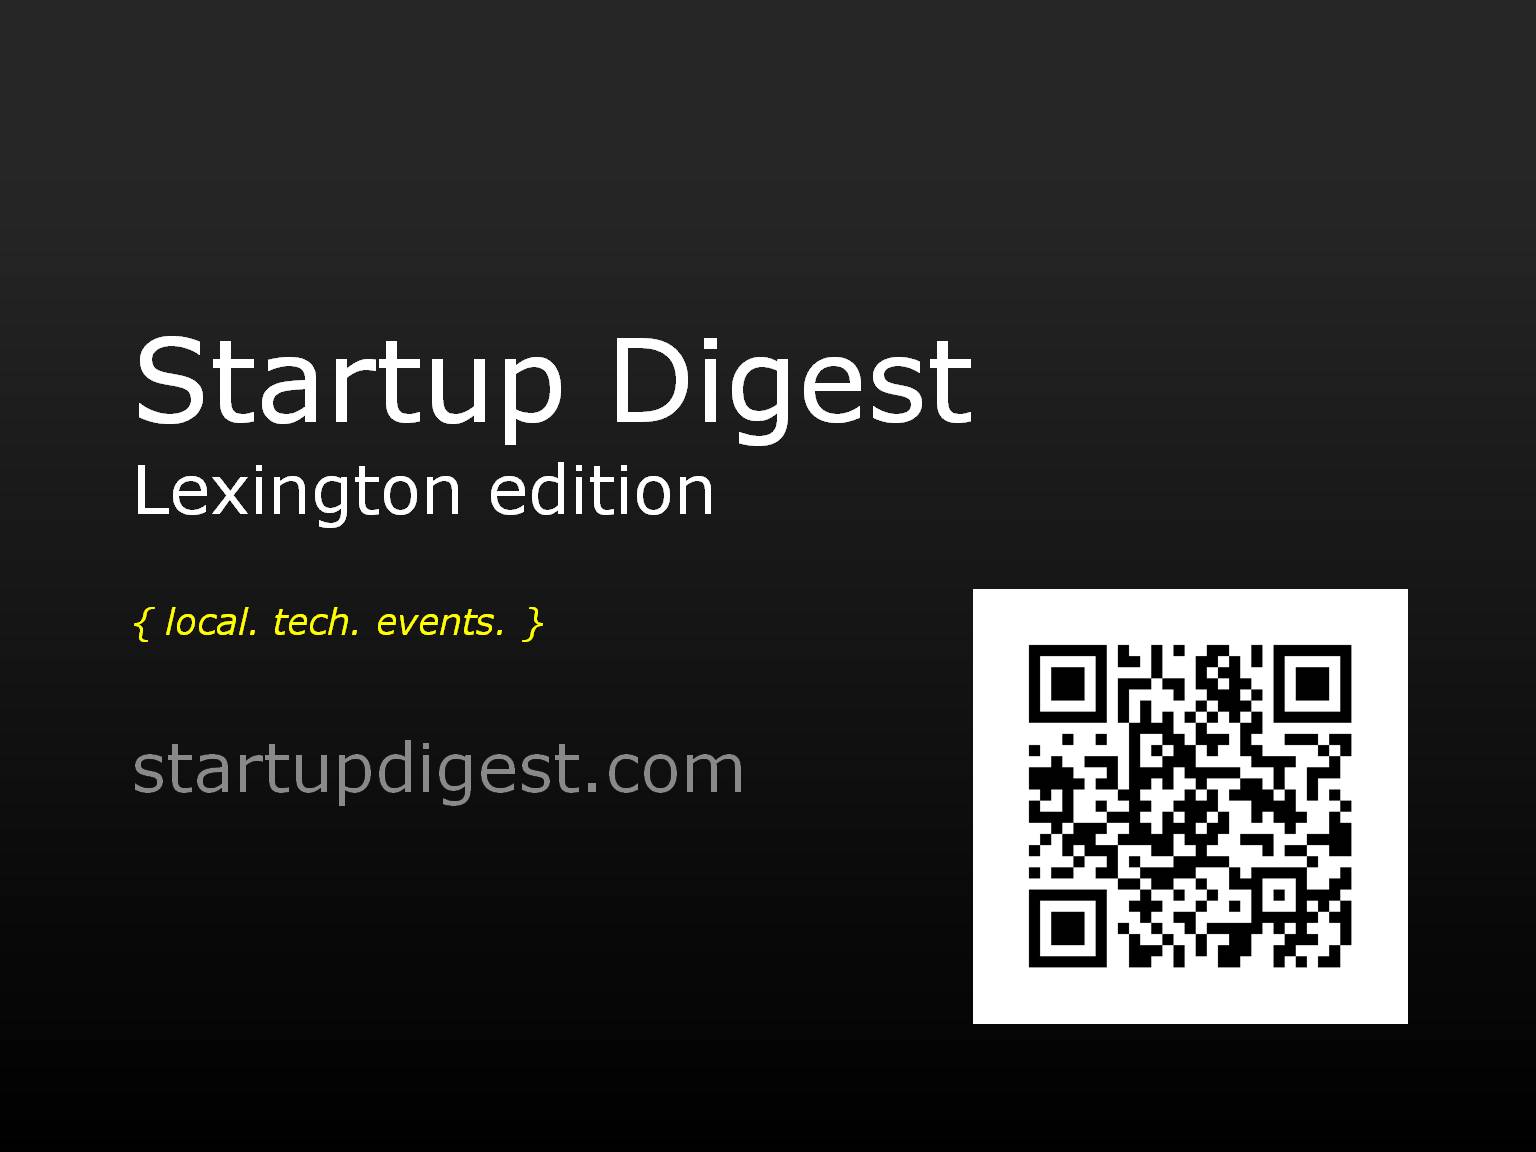 Startup Digest
Lexington edition
{ local. tech. events. }
startupdigest.com